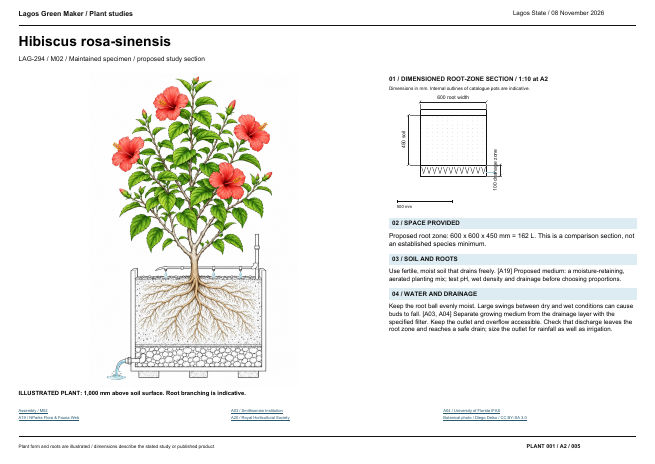 Lagos Green Maker / Plant studies
Lagos State / 08 November 2026
Hibiscus rosa-sinensis
LAG-294 / M02 / Maintained specimen / proposed study section
01 / DIMENSIONED ROOT-ZONE SECTION / 1:10 at A2
Dimensions in mm. Internal outlines of catalogue pots are indicative.
600 root width
450 soil
100 drainage zone
500 mm
02 / SPACE PROVIDED
Proposed root zone: 600 x 600 x 450 mm = 162 L. This is a comparison section, not
an established species minimum.
03 / SOIL AND ROOTS
Use fertile, moist soil that drains freely. [A19] Proposed medium: a moisture-retaining,
aerated planting mix; test pH, wet density and drainage before choosing proportions.
04 / WATER AND DRAINAGE
Keep the root ball evenly moist. Large swings between dry and wet conditions can cause
buds to fall. [A03, A04] Separate growing medium from the drainage layer with the
specified filter. Keep the outlet and overflow accessible. Check that discharge leaves the
root zone and reaches a safe drain; size the outlet for rainfall as well as irrigation.
ILLUSTRATED PLANT: 1,000 mm above soil surface. Root branching is indicative.
Assembly / M02
A03 / Smithsonian Institution
A04 / University of Florida IFAS
A19 / NParks Flora & Fauna Web
A20 / Royal Horticultural Society
Botanical photo / Diego Delso / CC BY-SA 3.0
Plant form and roots are illustrated / dimensions describe the stated study or published product
PLANT 001 / A2 / 005